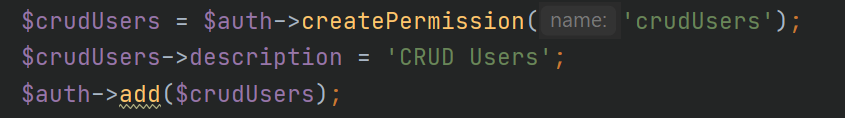 $crudUsers = $auth->createPermission( name: 'crudUsers');
$crudUsers->description = 'CRUD Users';
$auth->add($crudUsers);